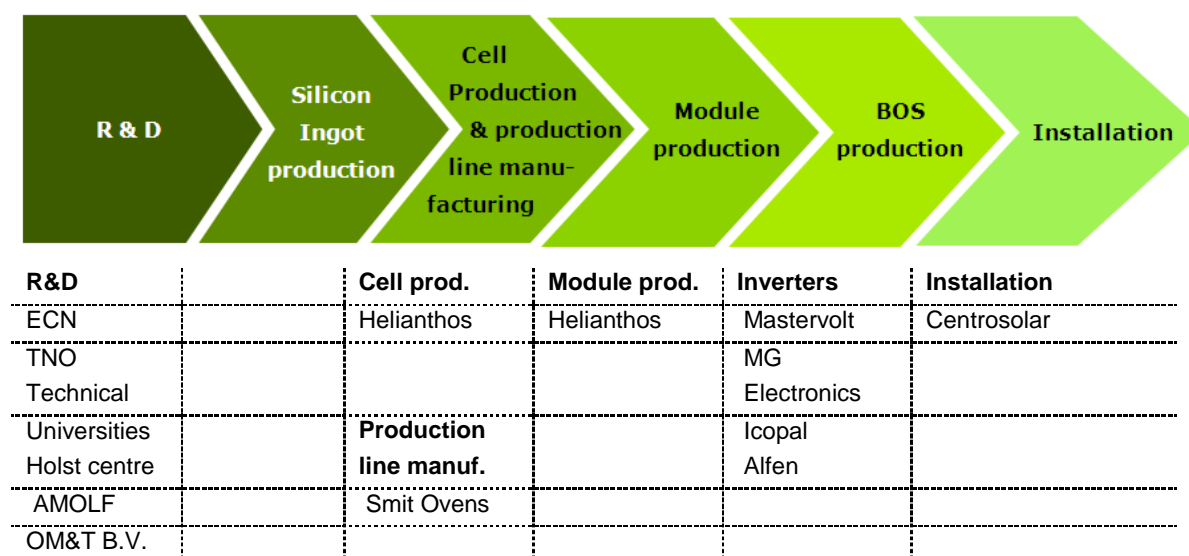 R & D
Silicon
Ingot
production
Cell
Production
& production
line manu-
facturing
Module
production
BOS
production
Installation
R&D Cell prod. Module prod. Inverters Installation
ECN Helianthos Helianthos Mastervolt Centrosolar
TNO MG
Technical Electronics
Universities Production Icopal
Holst centre line manuf. Alfen
AMOLF Smit Ovens
OM&T B.V.